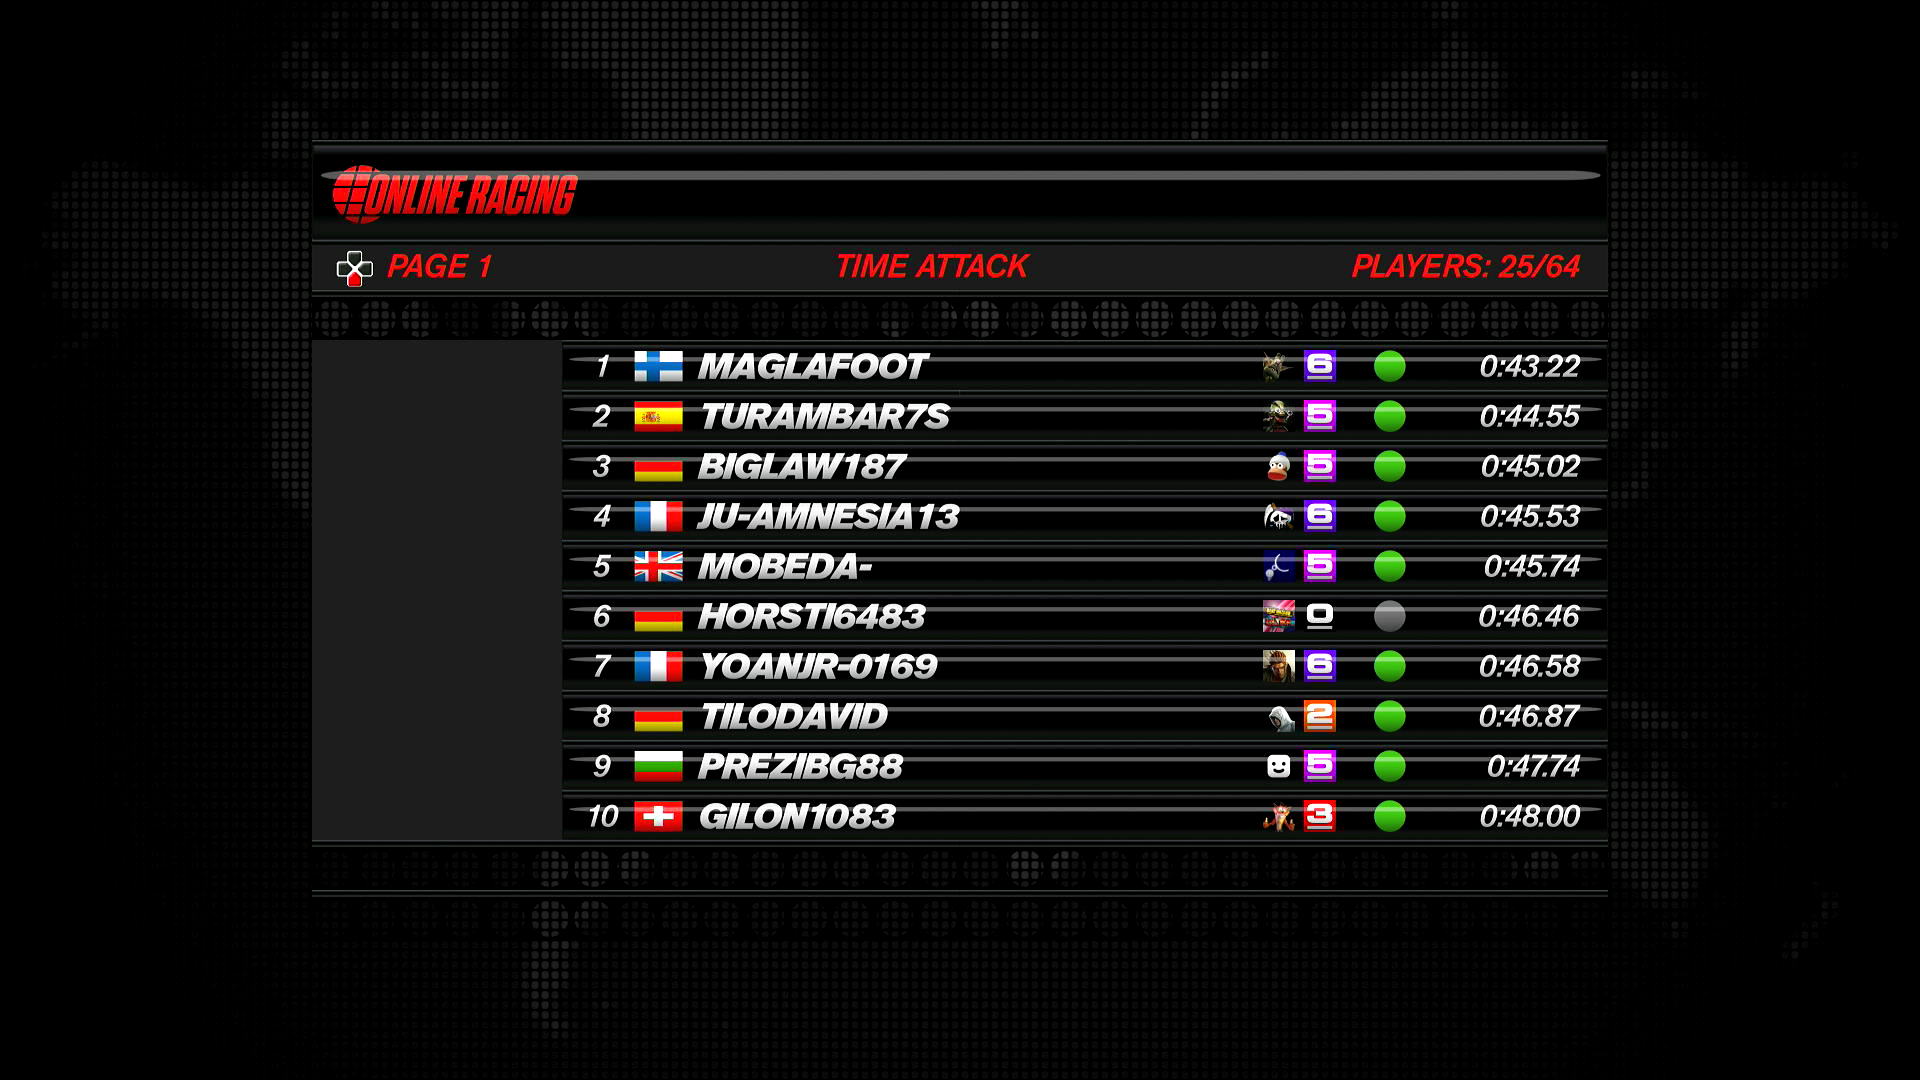 ONLINE RACING
PAGE 1 TIME ATTACK PLAYERS: 25/64
1 MAGLAFOOT 6 0:43.22
2 TURAMBAR7S 5 0:44.55
3 BIGLAW187 5 0:45.02
4 JU-AMNESIA13 6 0:45.53
5 MOBEDA- 5 0:45.74
6 HORSTI6483 0 0:46.46
7 YOANJR-0169 6 0:46.58
8 TILODAVID 2 0:46.87
9 PREZIBG88 5 0:47.74
10 GILON1083 3 0:48.00